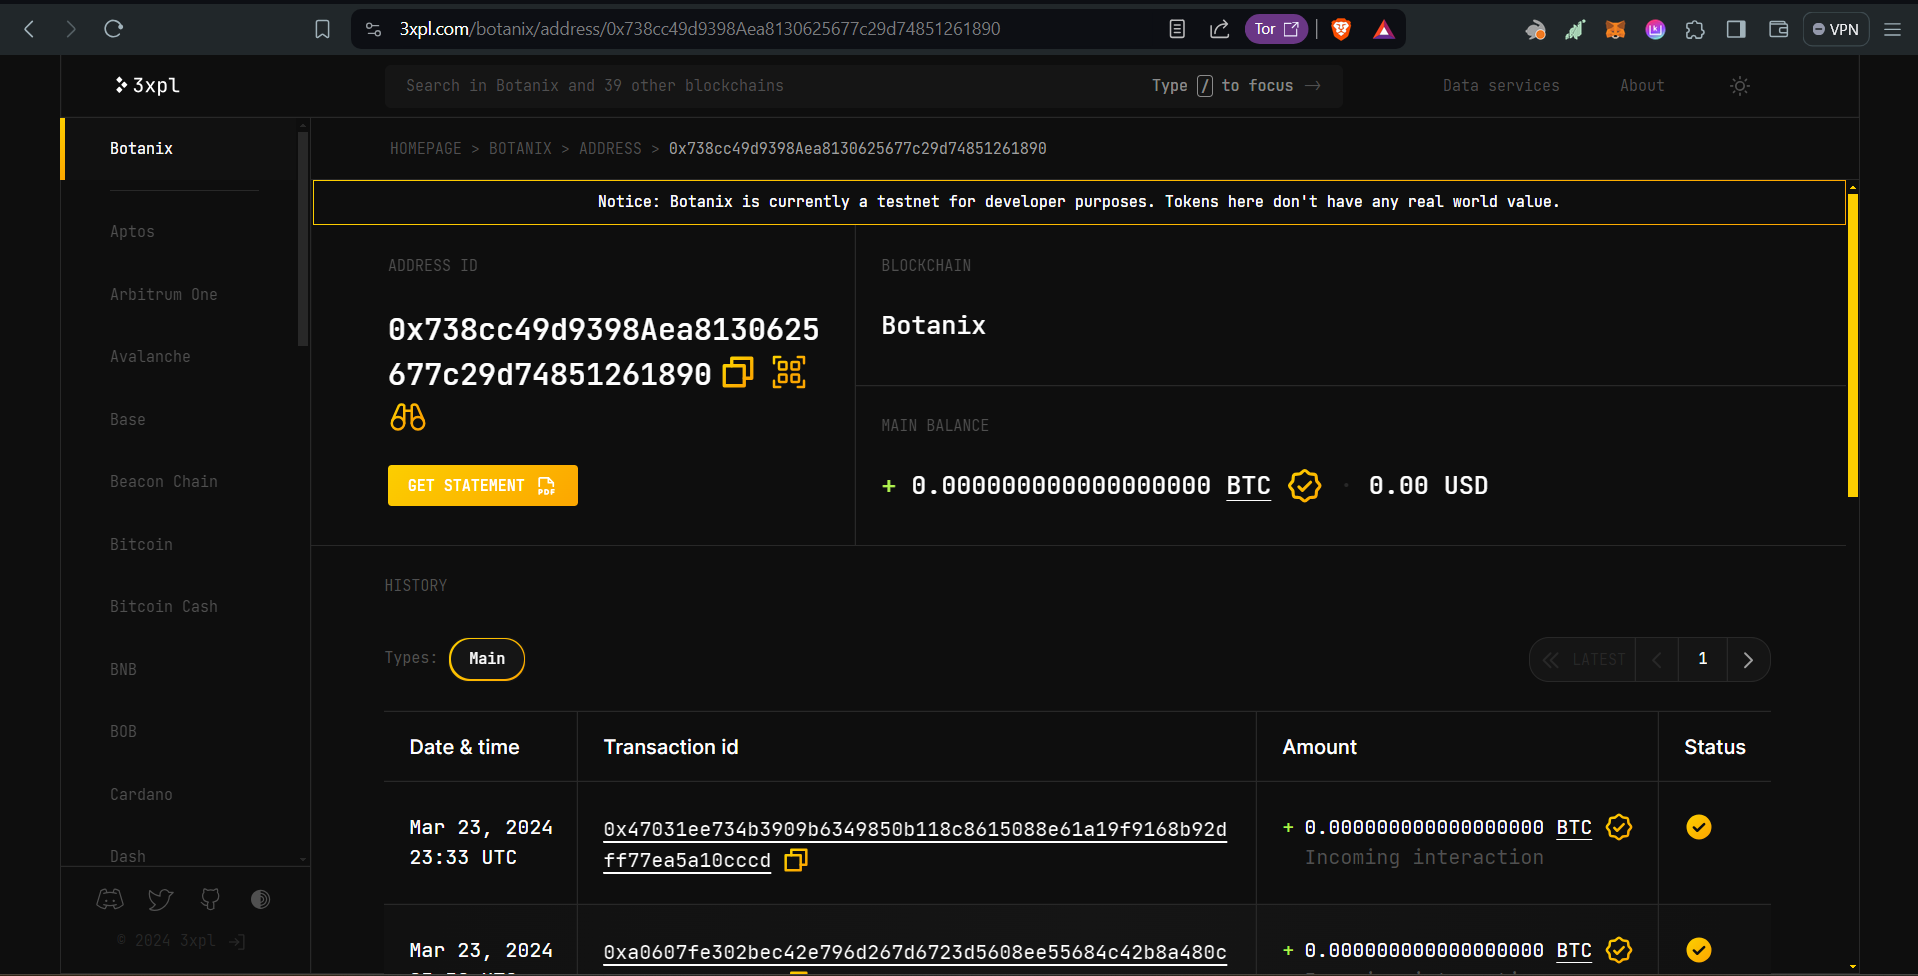 3xpl.com/botanix/address/0x738cc49d9398Aea8130625677c29d74851261890
Tor
VPN
3xpl
Search in Botanix and 39 other blockchains
Type / to focus
Data services
About
Botanix
Aptos
Arbitrum One
Avalanche
Base
Beacon Chain
Bitcoin
Bitcoin Cash
BNB
BOB
Cardano
Dash
© 2024 3xpl
HOMEPAGE > BOTANIX > ADDRESS > 0x738cc49d9398Aea8130625677c29d74851261890
Notice: Botanix is currently a testnet for developer purposes. Tokens here don't have any real world value.
ADDRESS ID
0x738cc49d9398Aea8130625
677c29d74851261890
GET STATEMENT PDF
BLOCKCHAIN
Botanix
MAIN BALANCE
+ 0.000000000000000000 BTC · 0.00 USD
HISTORY
Types: Main
LATEST
1
Date & time Transaction id Amount Status
Mar 23, 2024
23:33 UTC
0x47031ee734b3909b6349850b118c8615088e61a19f9168b92d
ff77ea5a10cccd
+ 0.000000000000000000 BTC
Incoming interaction
Mar 23, 2024
0xa0607fe302bec42e796d267d6723d5608ee55684c42b8a480c
+ 0.000000000000000000 BTC